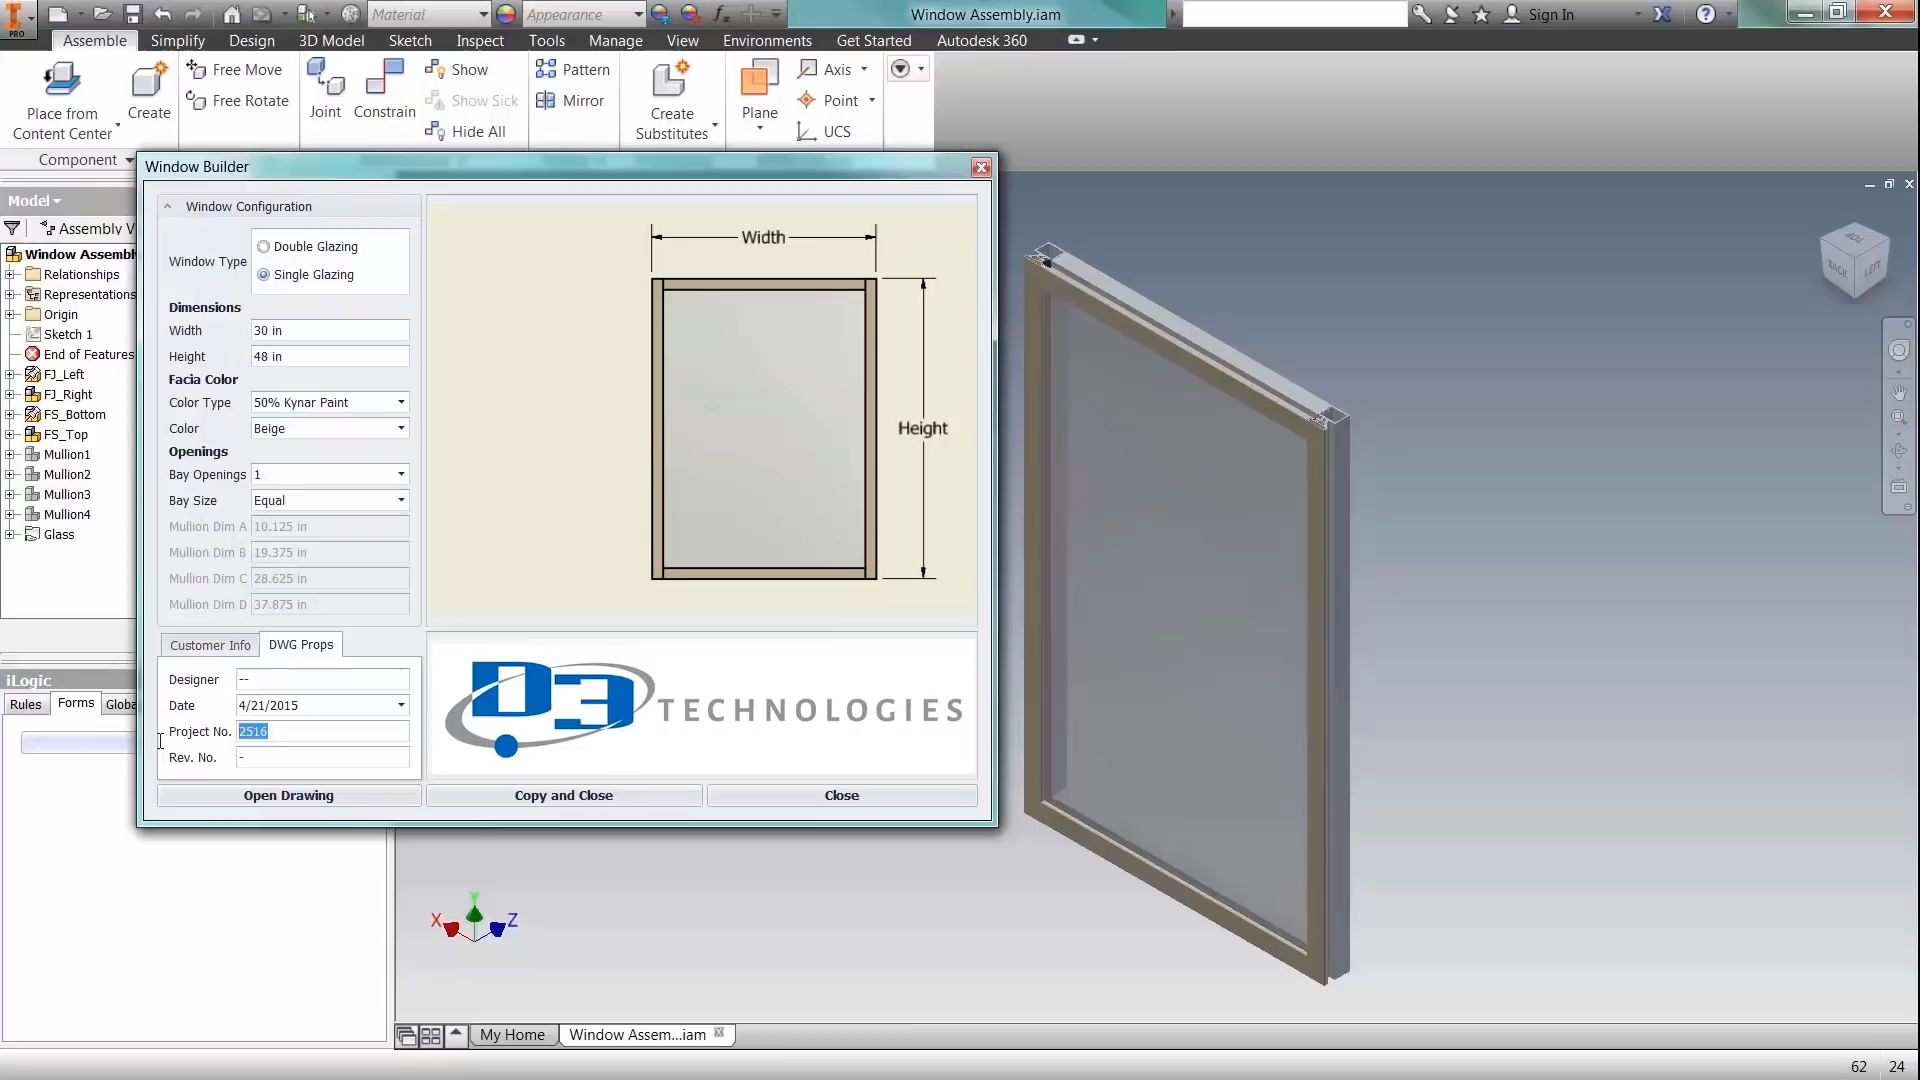 PRO
Material
Appearance
Window Assembly.iam
Sign In
Assemble Simplify Design 3D Model Sketch Inspect Tools Manage View Environments Get Started Autodesk 360
Place from
Content Center
Create
Free Move
Free Rotate
Joint
Constrain
Show
Show Sick
Hide All
Pattern
Mirror
Create
Substitutes
Plane
Axis
Point
UCS
Component
Model
Assembly V
Window Assembl
Relationships
Representations
Origin
Sketch 1
End of Features
FJ_Left
FJ_Right
FS_Bottom
FS_Top
Mullion1
Mullion2
Mullion3
Mullion4
Glass
iLogic
Rules Forms Globa
Window Builder
Window Configuration
Window Type
Double Glazing
Single Glazing
Dimensions
Width 30 in
Height 48 in
Facia Color
Color Type 50% Kynar Paint
Color Beige
Openings
Bay Openings 1
Bay Size Equal
Mullion Dim A 10.125 in
Mullion Dim B 19.375 in
Mullion Dim C 28.625 in
Mullion Dim D 37.875 in
Customer Info DWG Props
Designer --
Date 4/21/2015
Project No. 2516
Rev. No. -
Open Drawing Copy and Close Close
Width
Height
D3 TECHNOLOGIES
TOP
BACK LEFT
X Y Z
My Home Window Assem...iam
62 24